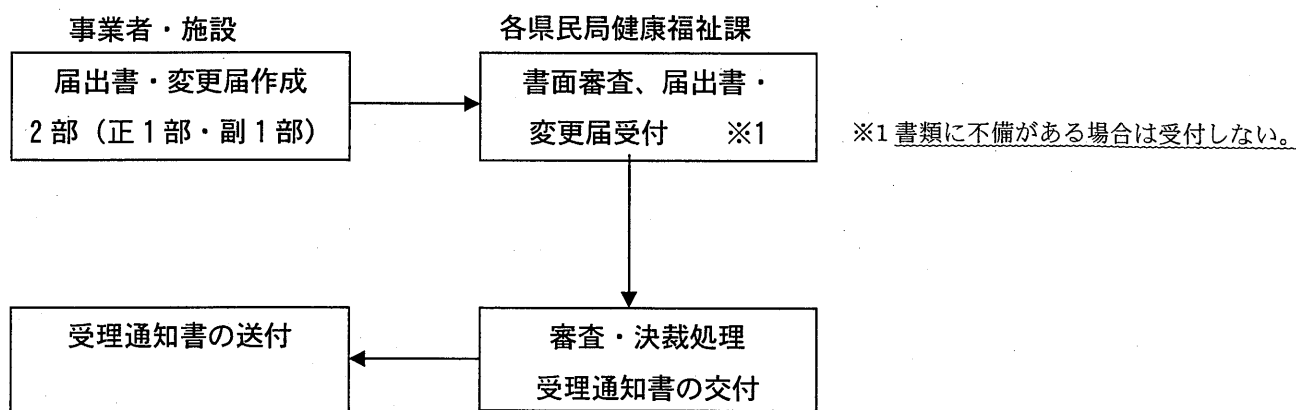 事業者・施設
届出書・変更届作成
2部（正1部・副1部）
各県民局健康福祉課
書面審査、届出書・
変更届受付　※1
※1 書類に不備がある場合は受付しない。
審査・決裁処理
受理通知書の交付
受理通知書の送付